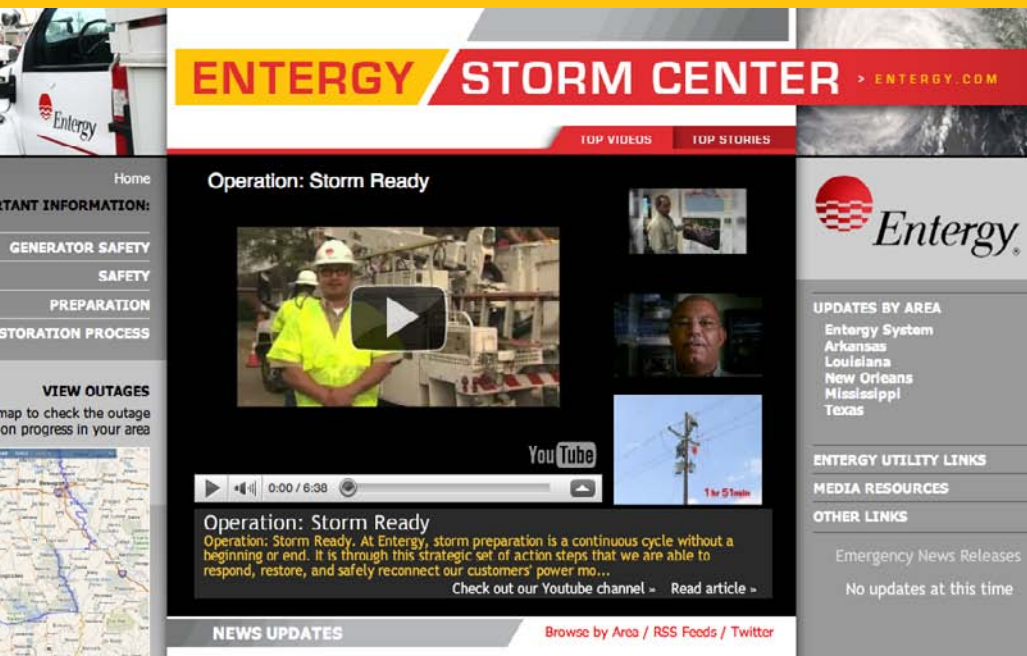 ENTERGY STORM CENTER > ENTERGY.COM
Entergy
TOP VIDEOS TOP STORIES
Home
RTANT INFORMATION:
GENERATOR SAFETY
SAFETY
PREPARATION
STORATION PROCESS
VIEW OUTAGES
map to check the outage
on progress in your area
Operation: Storm Ready
YouTube
0:00 / 6:38
1 hr 51min
Operation: Storm Ready
Operation: Storm Ready. At Entergy, storm preparation is a continuous cycle without a
beginning or end. It is through this strategic set of action steps that we are able to
respond, restore, and safely reconnect our customers' power mo...
Check out our Youtube channel » Read article »
NEWS UPDATES
Browse by Area / RSS Feeds / Twitter
Entergy®
UPDATES BY AREA
Entergy System
Arkansas
Louisiana
New Orleans
Mississippi
Texas
ENTERGY UTILITY LINKS
MEDIA RESOURCES
OTHER LINKS
Emergency News Releases
No updates at this time